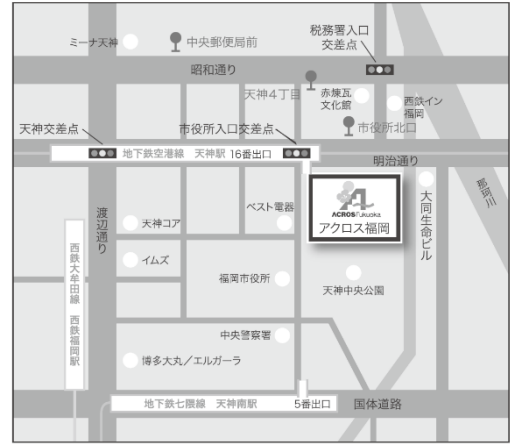 税務署入口
交差点
ミーナ天神
中央郵便局前
昭和通り
天神4丁目
赤煉瓦
文化館
西鉄イン
福岡
市役所北口
天神交差点
市役所入口交差点
地下鉄空港線 天神駅 16番出口
明治通り
那珂川
渡辺通り
ベスト電器
ACROS Fukuoka
アクロス福岡
大同生命ビル
天神コア
イムズ
西鉄大牟田線 西鉄福岡駅
福岡市役所
天神中央公園
中央警察署
博多大丸/エルガーラ
地下鉄七隈線 天神南駅 5番出口
国体道路